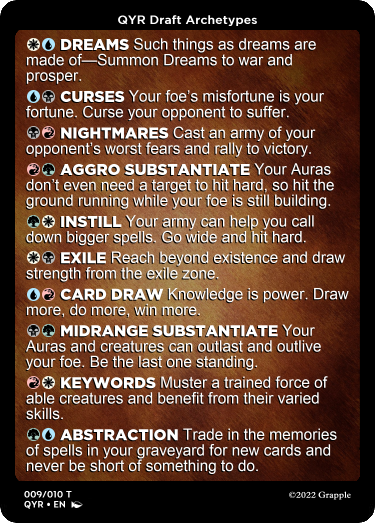 QYR Draft Archetypes
DREAMS Such things as dreams are
made of—Summon Dreams to war and
prosper.
CURSES Your foe's misfortune is your
fortune. Curse your opponent to suffer.
NIGHTMARES Cast an army of your
opponent's worst fears and rally to victory.
AGGRO SUBSTANTIATE Your Auras
don't even need a target to hit hard, so hit the
ground running while your foe is still building.
INSTILL Your army can help you call
down bigger spells. Go wide and hit hard.
EXILE Reach beyond existence and draw
strength from the exile zone.
CARD DRAW Knowledge is power. Draw
more, do more, win more.
MIDRANGE SUBSTANTIATE Your
Auras and creatures can outlast and outlive
your foe. Be the last one standing.
KEYWORDS Muster a trained force of
able creatures and benefit from their varied
skills.
ABSTRACTION Trade in the memories
of spells in your graveyard for new cards and
never be short of something to do.
009/010 T
QYR • EN
©2022 Grapple